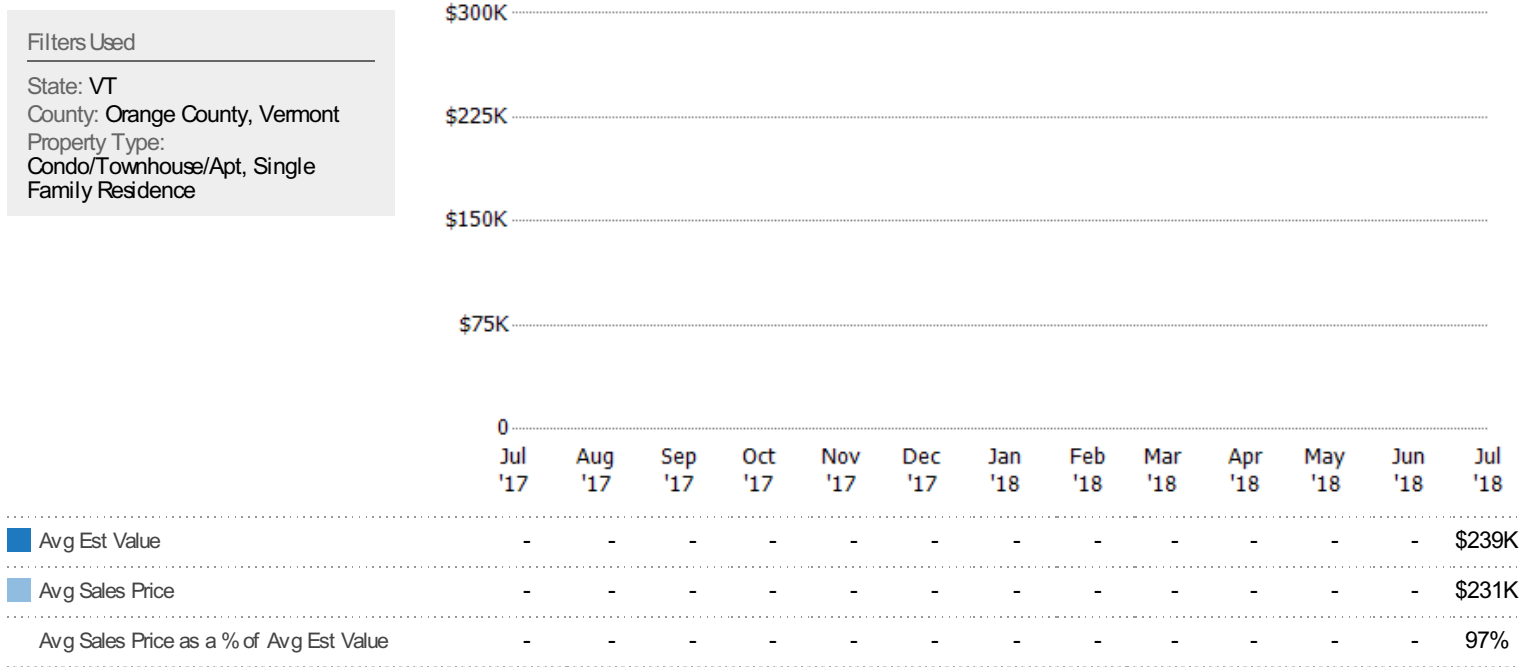 Filters Used
State: VT
County: Orange County, Vermont
Property Type:
Condo/Townhouse/Apt, Single
Family Residence
$300K
$225K
$150K
$75K
0
Jul Aug Sep Oct Nov Dec Jan Feb Mar Apr May Jun Jul
'17 '17 '17 '17 '17 '17 '18 '18 '18 '18 '18 '18 '18
Avg Est Value - - - - - - - - - - - - $239K
Avg Sales Price - - - - - - - - - - - - $231K
Avg Sales Price as a % of Avg Est Value - - - - - - - - - - - - 97%